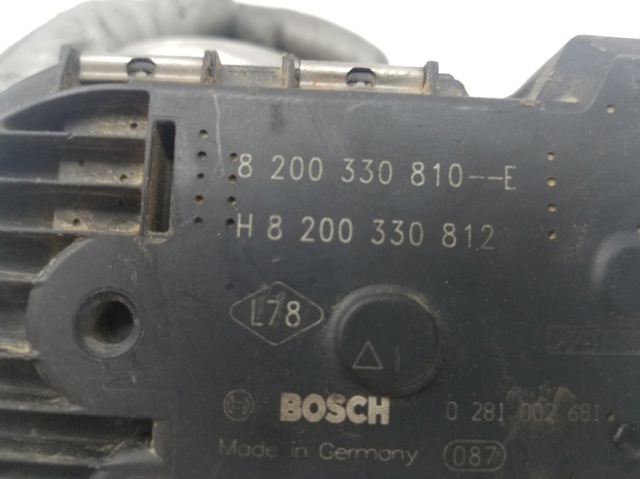 8 200 330 810--E
H 8 200 330 812
L78
BOSCH 0 281 002 681
Made in Germany 087